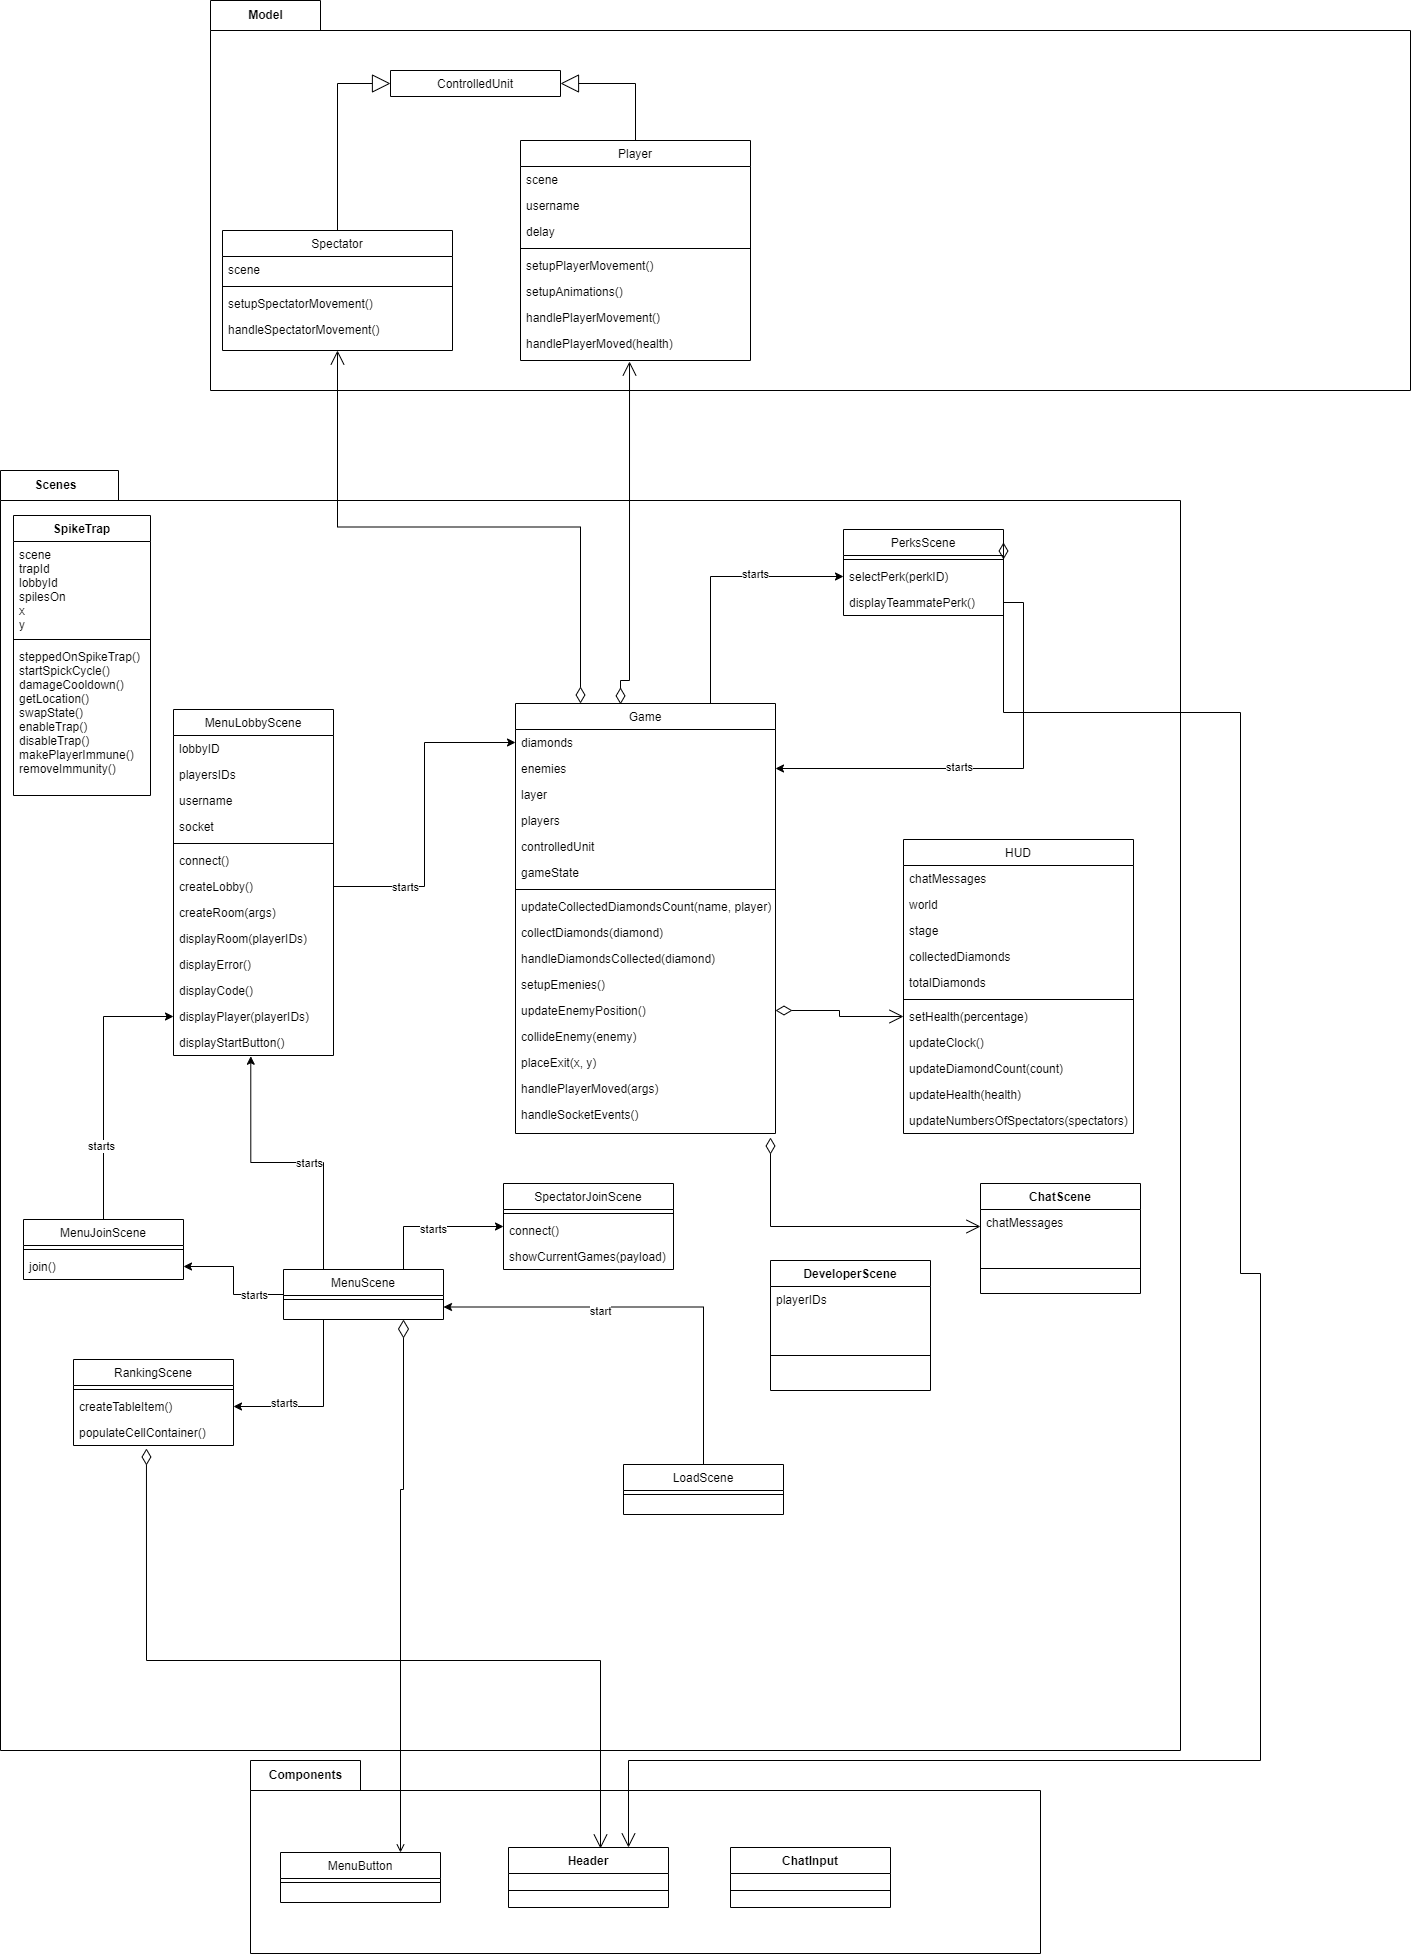 Model
ControlledUnit
Player
scene
username
delay
setupPlayerMovement()
setupAnimations()
handlePlayerMovement()
handlePlayerMoved(health)
Spectator
scene
setupSpectatorMovement()
handleSpectatorMovement()
Scenes
SpikeTrap
scene
trapId
lobbyId
spilesOn
x
y
steppedOnSpikeTrap()
startSpickCycle()
damageCooldown()
getLocation()
swapState()
enableTrap()
disableTrap()
makePlayerImmune()
removeImmunity()
PerksScene
selectPerk(perkID)
displayTeammatePerk()
starts
starts
MenuLobbyScene
lobbyID
playersIDs
username
socket
connect()
createLobby()
createRoom(args)
displayRoom(playerIDs)
displayError()
displayCode()
displayPlayer(playerIDs)
displayStartButton()
starts
Game
diamonds
enemies
layer
players
controlledUnit
gameState
updateCollectedDiamondsCount(name, player)
collectDiamonds(diamond)
handleDiamondsCollected(diamond)
setupEmenies()
updateEnemyPosition()
collideEnemy(enemy)
placeExit(x, y)
handlePlayerMoved(args)
handleSocketEvents()
HUD
chatMessages
world
stage
collectedDiamonds
totalDiamonds
setHealth(percentage)
updateClock()
updateDiamondCount(count)
updateHealth(health)
updateNumbersOfSpectators(spectators)
starts
starts
SpectatorJoinScene
connect()
showCurrentGames(payload)
starts
ChatScene
chatMessages
MenuJoinScene
join()
starts
MenuScene
DeveloperScene
playerIDs
start
RankingScene
createTableItem()
populateCellContainer()
starts
LoadScene
Components
MenuButton
Header
ChatInput